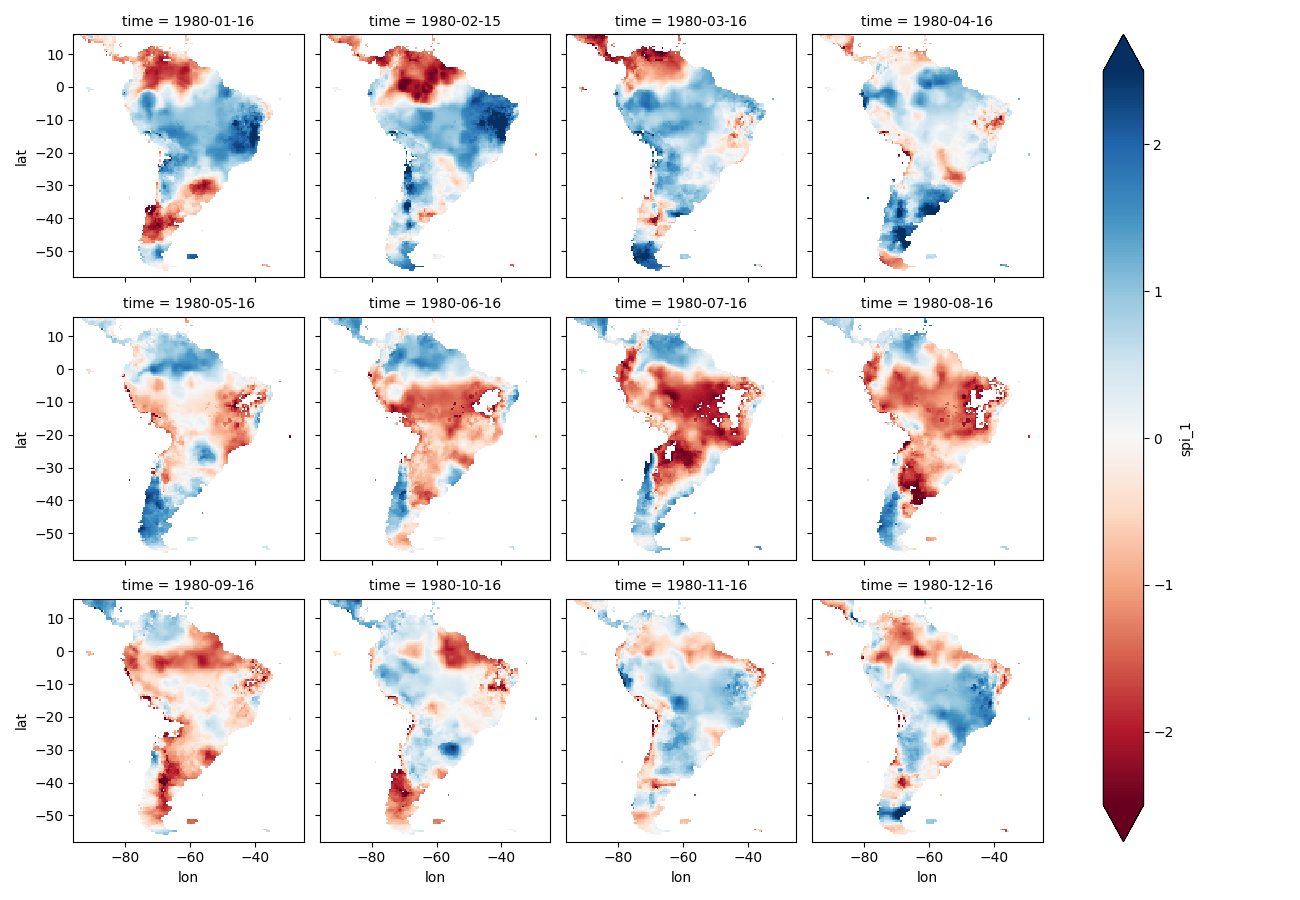 time = 1980-01-16
time = 1980-02-15
time = 1980-03-16
time = 1980-04-16
lat
10
0
−10
−20
−30
−40
−50
time = 1980-05-16
time = 1980-06-16
time = 1980-07-16
time = 1980-08-16
lat
10
0
−10
−20
−30
−40
−50
time = 1980-09-16
time = 1980-10-16
time = 1980-11-16
time = 1980-12-16
lat
10
0
−10
−20
−30
−40
−50
−80 −60 −40
lon
−80 −60 −40
lon
−80 −60 −40
lon
−80 −60 −40
lon
2
1
0
−1
−2
spi_1